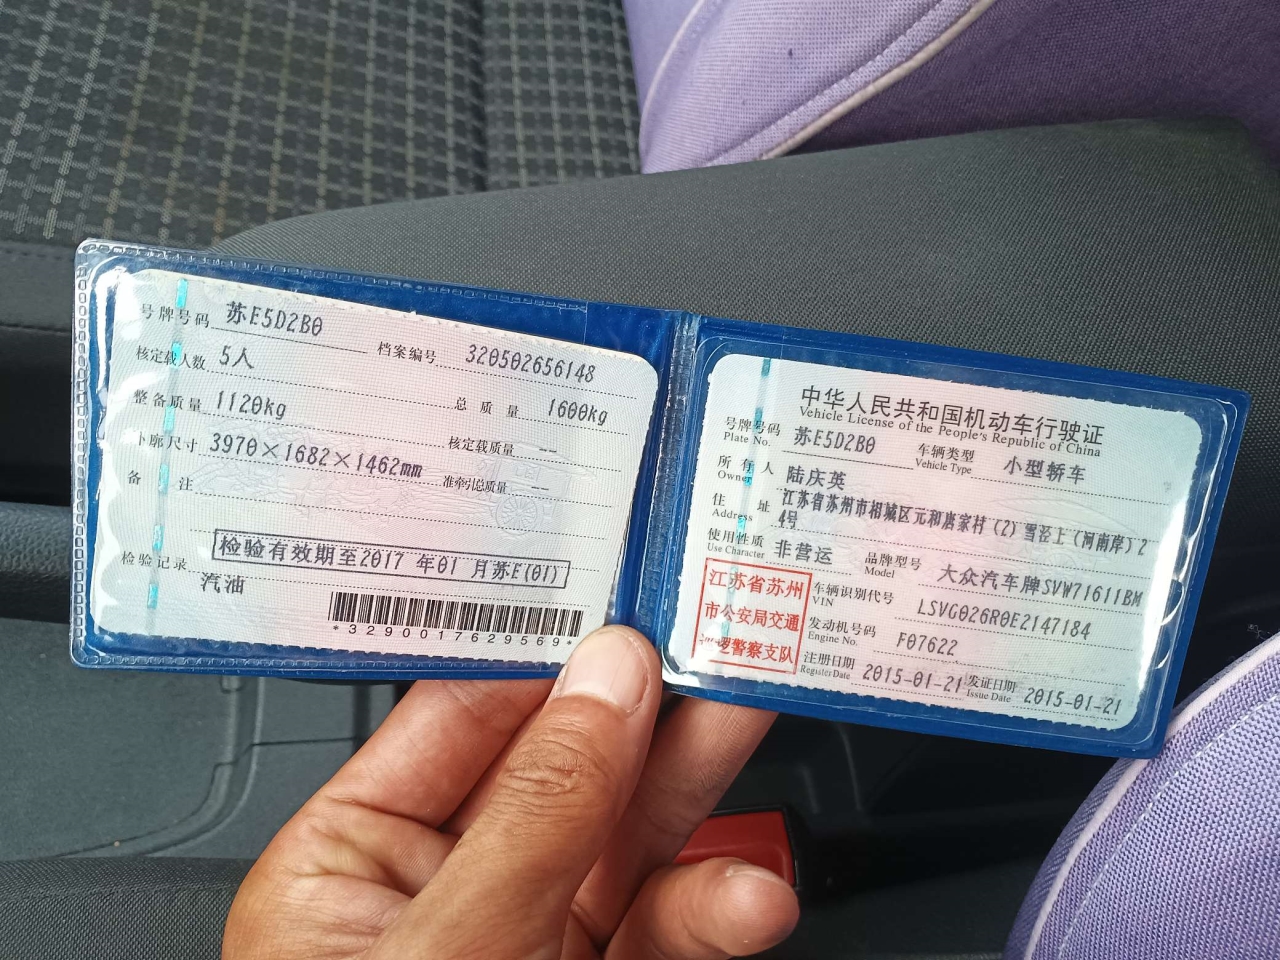 号牌号码 苏E5D2B0 档案编号 320502656148
核定载人数 5人
整备质量 1120kg 总质量 1600kg
外廓尺寸 3970×1682×1462mm 核定载质量 --
备注 准牵引总质量 --
检验记录 检验有效期至2017 年01 月苏E(01)
汽油
*3290017629569*
中华人民共和国机动车行驶证
Vehicle License of the People's Republic of China
号牌号码 苏E5D2B0 车辆类型 小型轿车
Plate No. Vehicle Type
所有人 陆庆英
Owner
住址 江苏省苏州市相城区元和唐家村(2)雪泾上(河南岸)2
Address 4号
使用性质 非营运 品牌型号 大众汽车牌SVW71611BM
Use Character Model
江苏省苏州
市公安局交通
巡逻警察支队
车辆识别代号 LSVG026R0E2147184
VIN
发动机号码 F07622
Engine No.
注册日期 2015-01-21 发证日期 2015-01-21
Register Date Issue Date